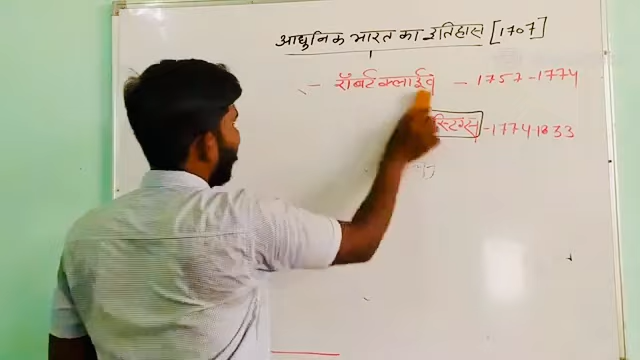 आधुनिक भारत का इतिहास [1707]
– रॉबर्ट क्लाईव – 1757-1774
स्टिंग्स -1774-1833